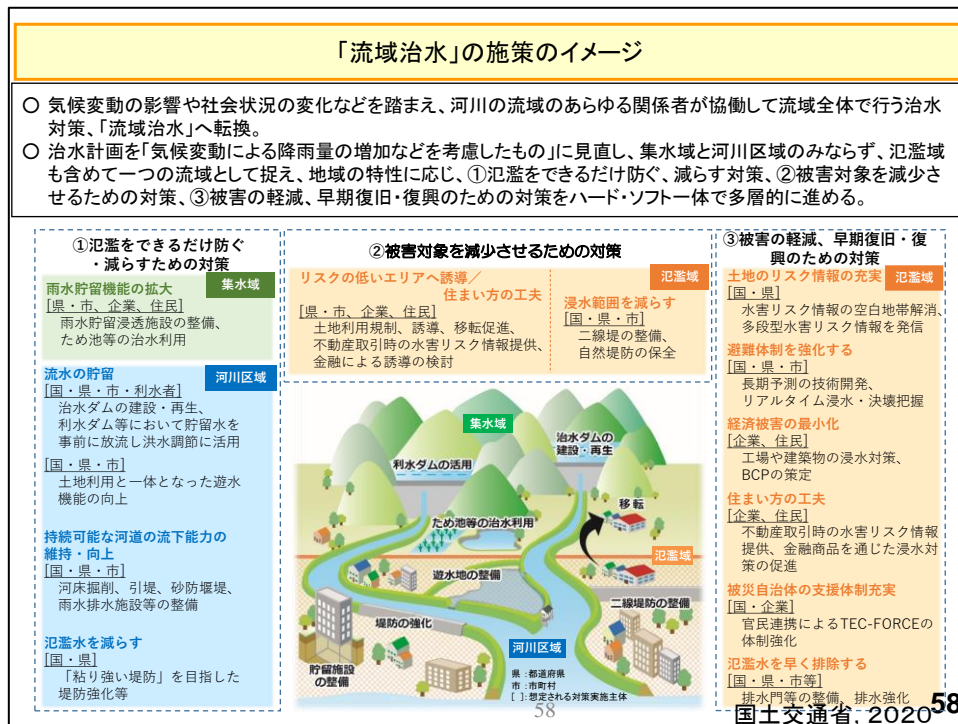 「流域治水」の施策のイメージ
○ 気候変動の影響や社会状況の変化などを踏まえ、河川の流域のあらゆる関係者が協働して流域全体で行う治水
対策、「流域治水」へ転換。
○ 治水計画を「気候変動による降雨量の増加などを考慮したもの」に見直し、集水域と河川区域のみならず、氾濫域
も含めて一つの流域として捉え、地域の特性に応じ、①氾濫をできるだけ防ぐ、減らす対策、②被害対象を減少さ
せるための対策、③被害の軽減、早期復旧・復興のための対策をハード・ソフト一体で多層的に進める。
①氾濫をできるだけ防ぐ
・減らすための対策
集水域
雨水貯留機能の拡大
[県・市、企業、住民]
雨水貯留浸透施設の整備、
ため池等の治水利用
流水の貯留
河川区域
[国・県・市・利水者]
治水ダムの建設・再生、
利水ダム等において貯留水を
事前に放流し洪水調節に活用
[国・県・市]
土地利用と一体となった遊水
機能の向上
持続可能な河道の流下能力の
維持・向上
[国・県・市]
河床掘削、引堤、砂防堰堤、
雨水排水施設等の整備
氾濫水を減らす
[国・県]
「粘り強い堤防」を目指した
堤防強化等
②被害対象を減少させるための対策
リスクの低いエリアへ誘導／
住まい方の工夫
[県・市、企業、住民]
土地利用規制、誘導、移転促進、
不動産取引時の水害リスク情報提供、
金融による誘導の検討
氾濫域
浸水範囲を減らす
[国・県・市]
二線堤の整備、
自然堤防の保全
集水域
治水ダムの
建設・再生
利水ダムの活用
移転
ため池等の治水利用
氾濫域
遊水地の整備
二線堤防の整備
堤防の強化
河川区域
貯留施設
の整備
県：都道府県
市：市町村
[ ]：想定される対策実施主体
58
③被害の軽減、早期復旧・復
興のための対策
土地のリスク情報の充実
氾濫域
[国・県]
水害リスク情報の空白地帯解消、
多段型水害リスク情報を発信
避難体制を強化する
[国・県・市]
長期予測の技術開発、
リアルタイム浸水・決壊把握
経済被害の最小化
[企業、住民]
工場や建築物の浸水対策、
BCPの策定
住まい方の工夫
[企業、住民]
不動産取引時の水害リスク情報
提供、金融商品を通じた浸水対
策の促進
被災自治体の支援体制充実
[国・企業]
官民連携によるTEC-FORCEの
体制強化
氾濫水を早く排除する
[国・県・市等]
排水門等の整備、排水強化
国土交通省, 2020
58